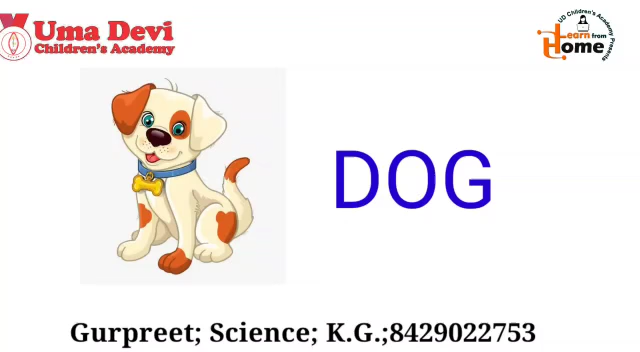 Uma Devi
Children's Academy
UD Children's Academy Presents
Learn from
Home
DOG
Gurpreet; Science; K.G.;8429022753